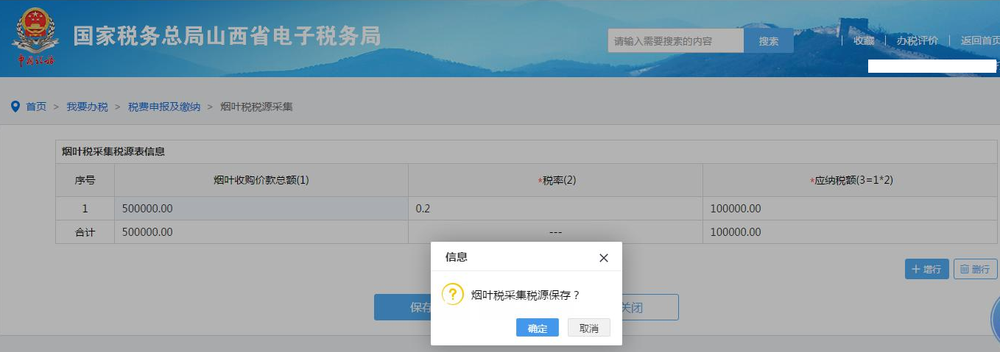 国家税务总局山西省电子税务局
请输入需要搜索的内容 搜索 收藏 办税评价 返回首页
中国税务
首页 > 我要办税 > 税费申报及缴纳 > 烟叶税税源采集
烟叶税采集税源表信息
序号 烟叶收购价款总额(1) *税率(2) *应纳税额(3=1*2)
1 500000.00 0.2 100000.00
合计 500000.00 --- 100000.00
增行 删行
信息
烟叶税采集税源保存？
保存 关闭
确定 取消